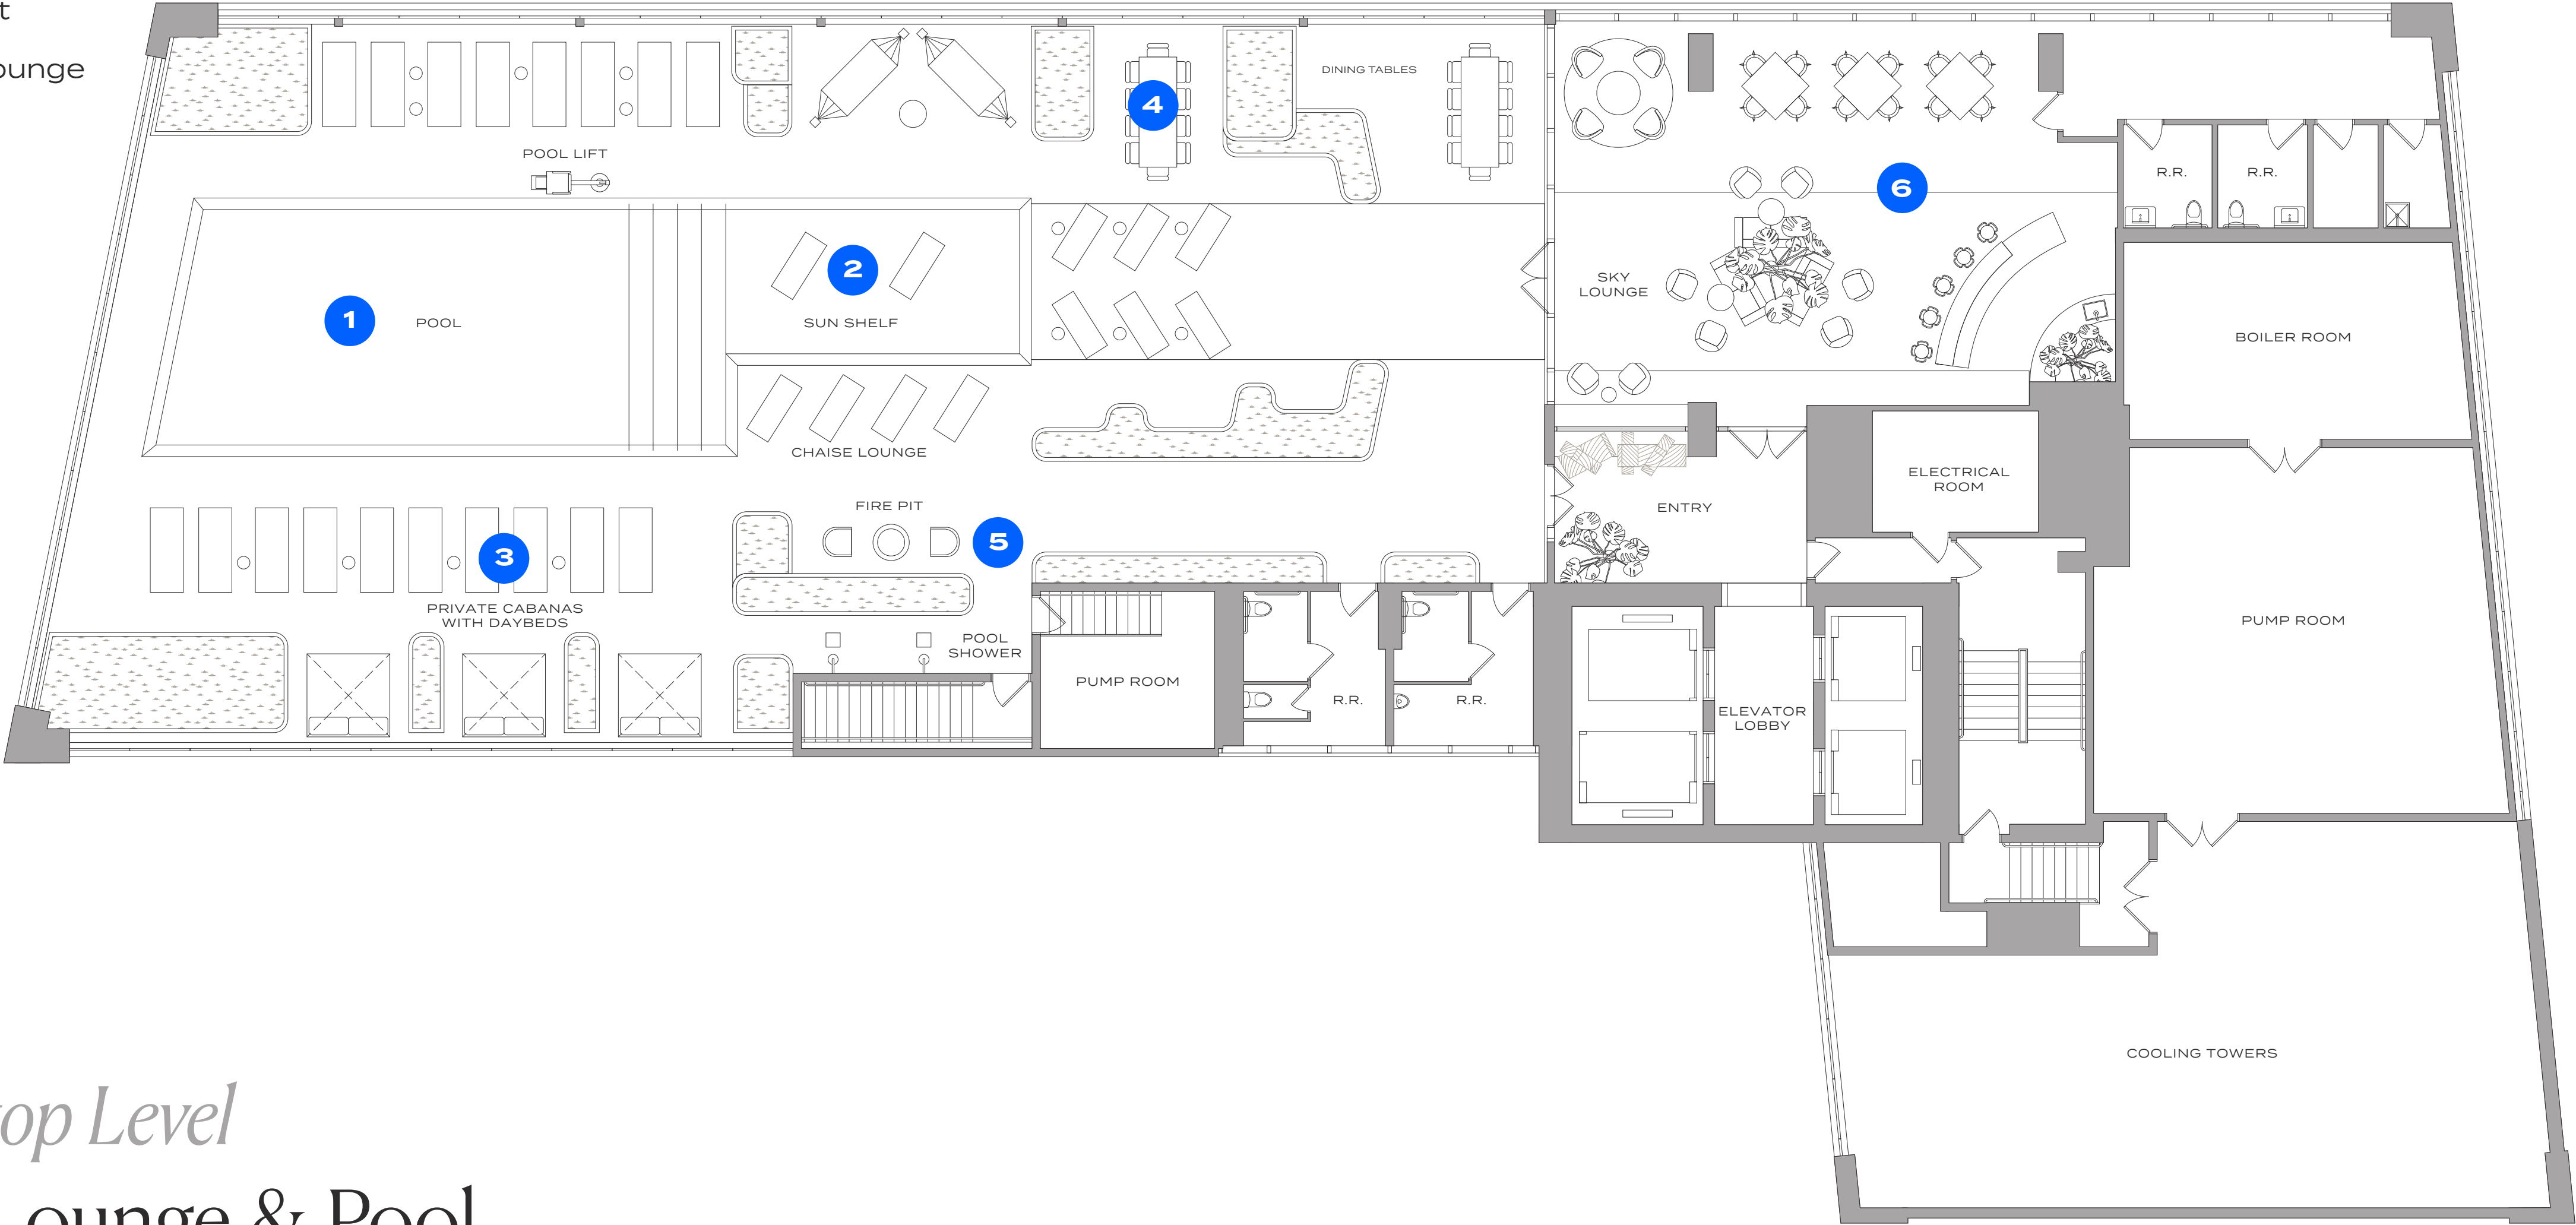 t
ounge
DINING TABLES
4
POOL LIFT
R.R.
R.R.
6
2
SKY
LOUNGE
1
POOL
SUN SHELF
BOILER ROOM
CHAISE LOUNGE
ELECTRICAL
ROOM
FIRE PIT
ENTRY
5
3
PRIVATE CABANAS
WITH DAYBEDS
PUMP ROOM
POOL
SHOWER
PUMP ROOM
R.R.
R.R.
ELEVATOR
LOBBY
COOLING TOWERS
op Level
ounge & Pool